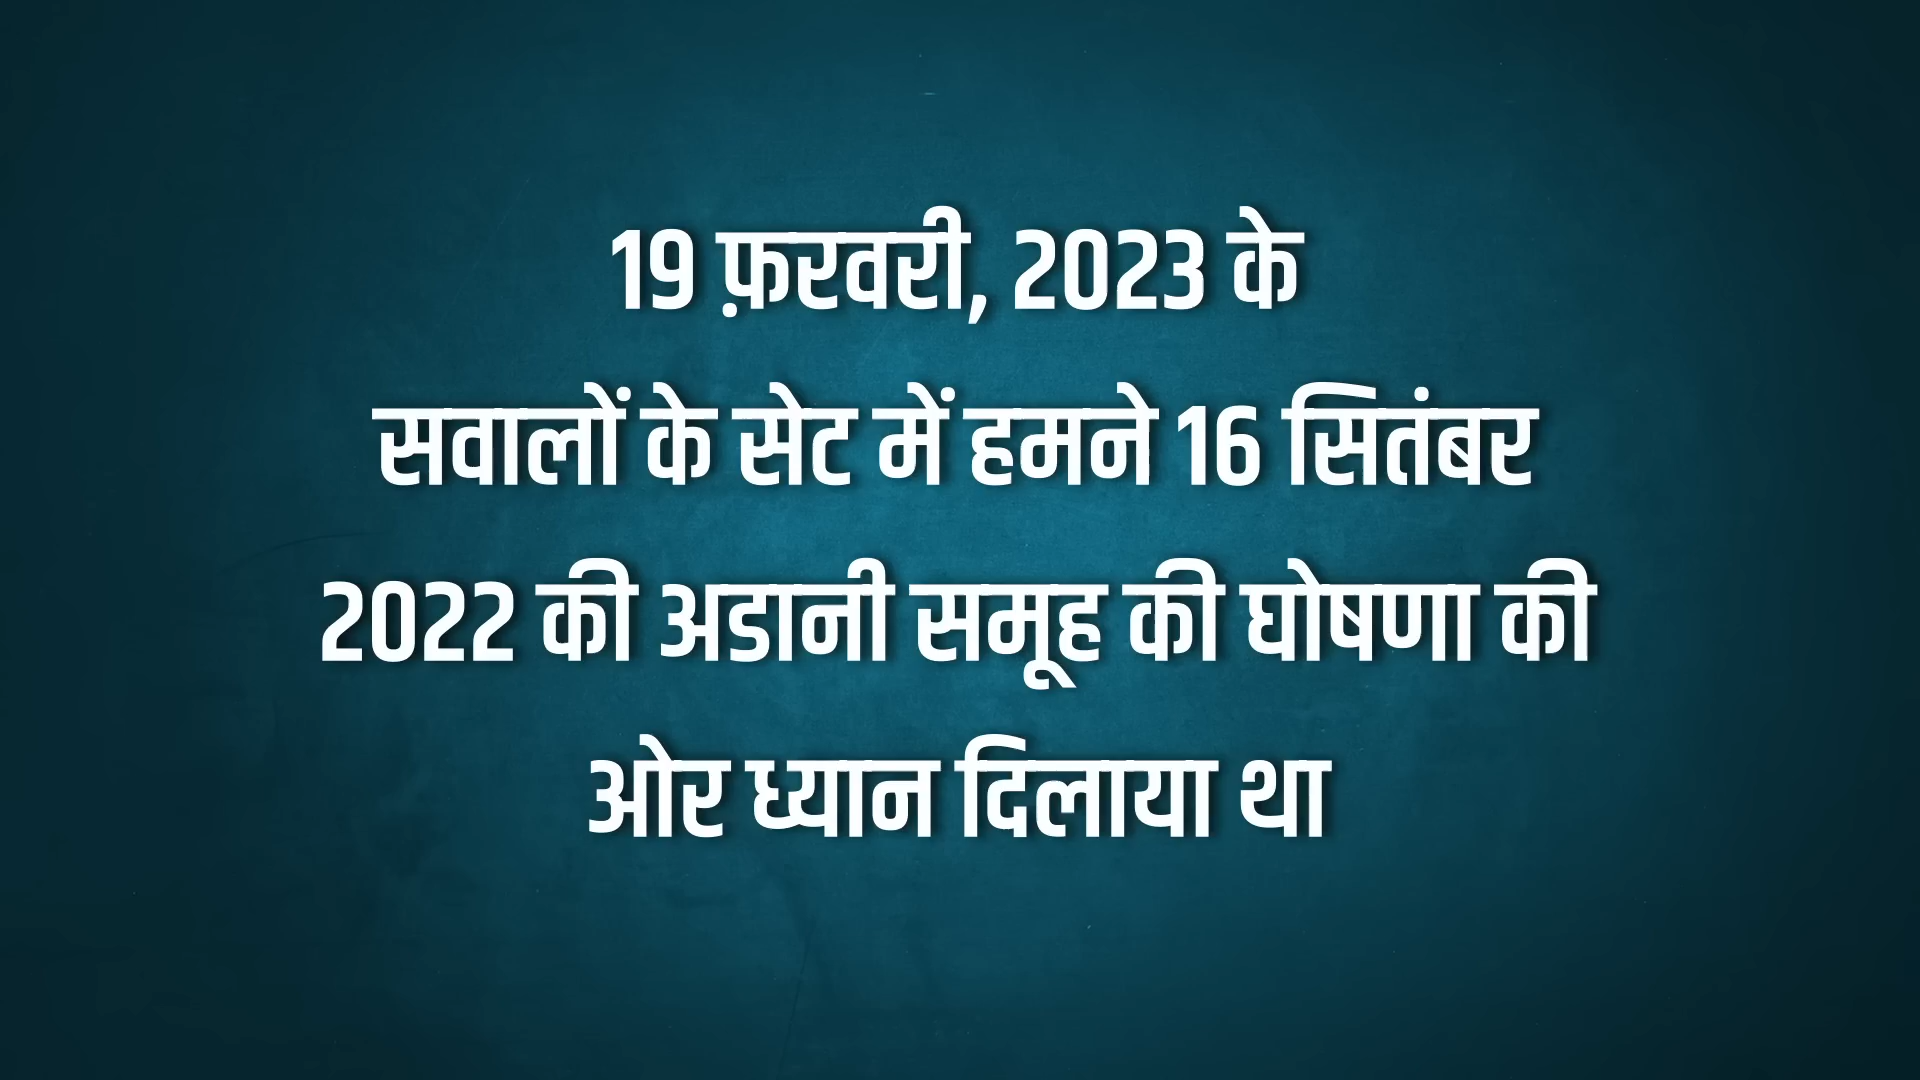 19 फ़रवरी, 2023 के
सवालों के सेट में हमने 16 सितंबर
2022 की अडानी समूह की घोषणा की
ओर ध्यान दिलाया था